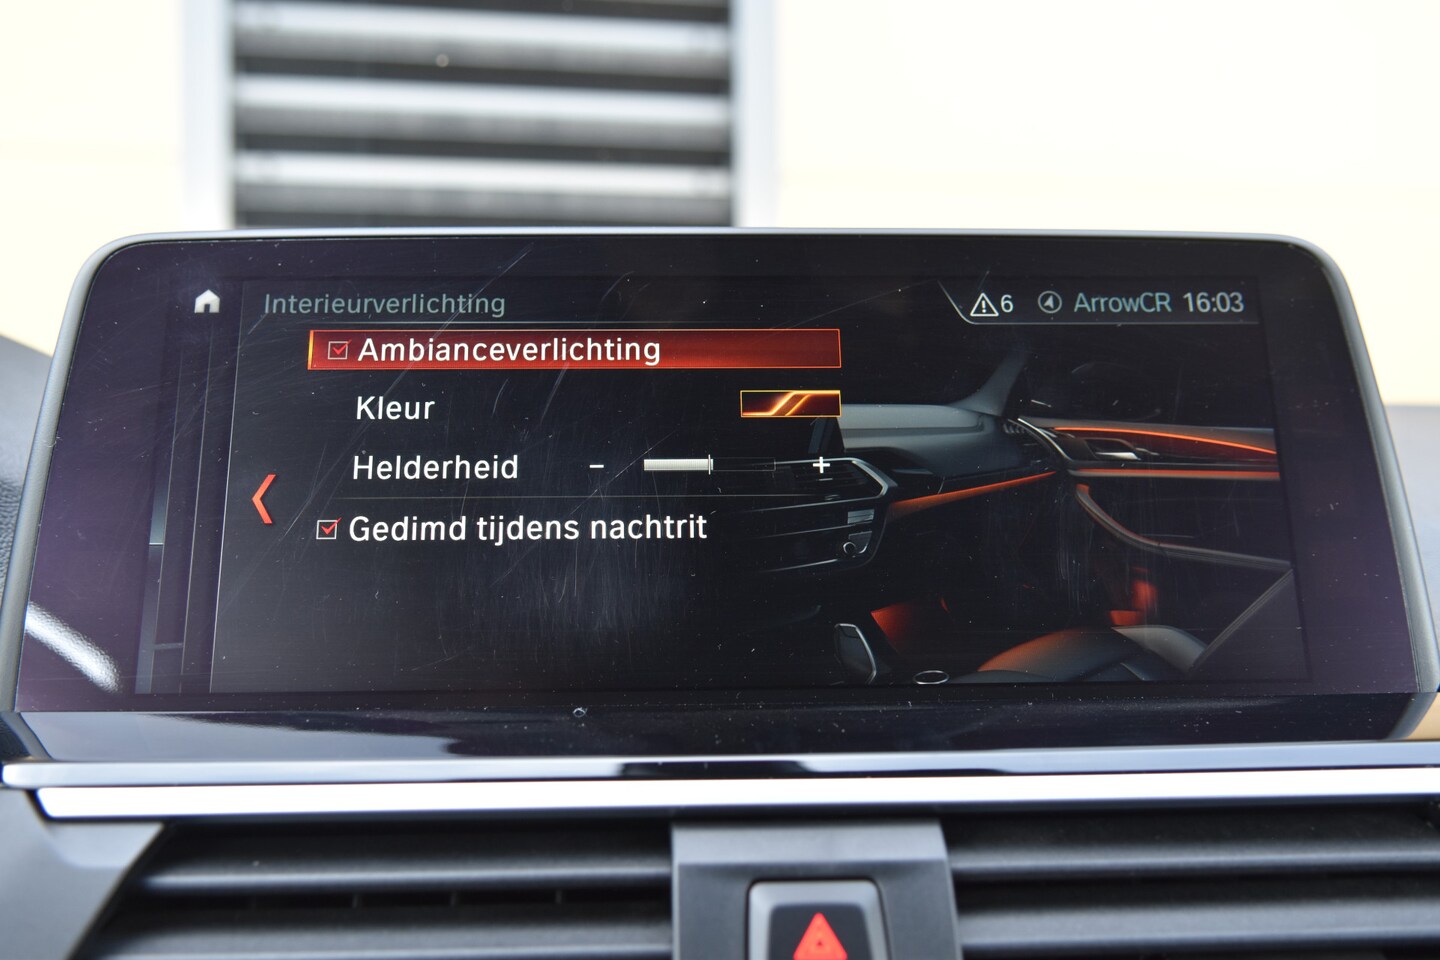 Interieurverlichting
6 ArrowCR 16:03
Ambianceverlichting
Kleur
Helderheid - +
Gedimd tijdens nachtrit